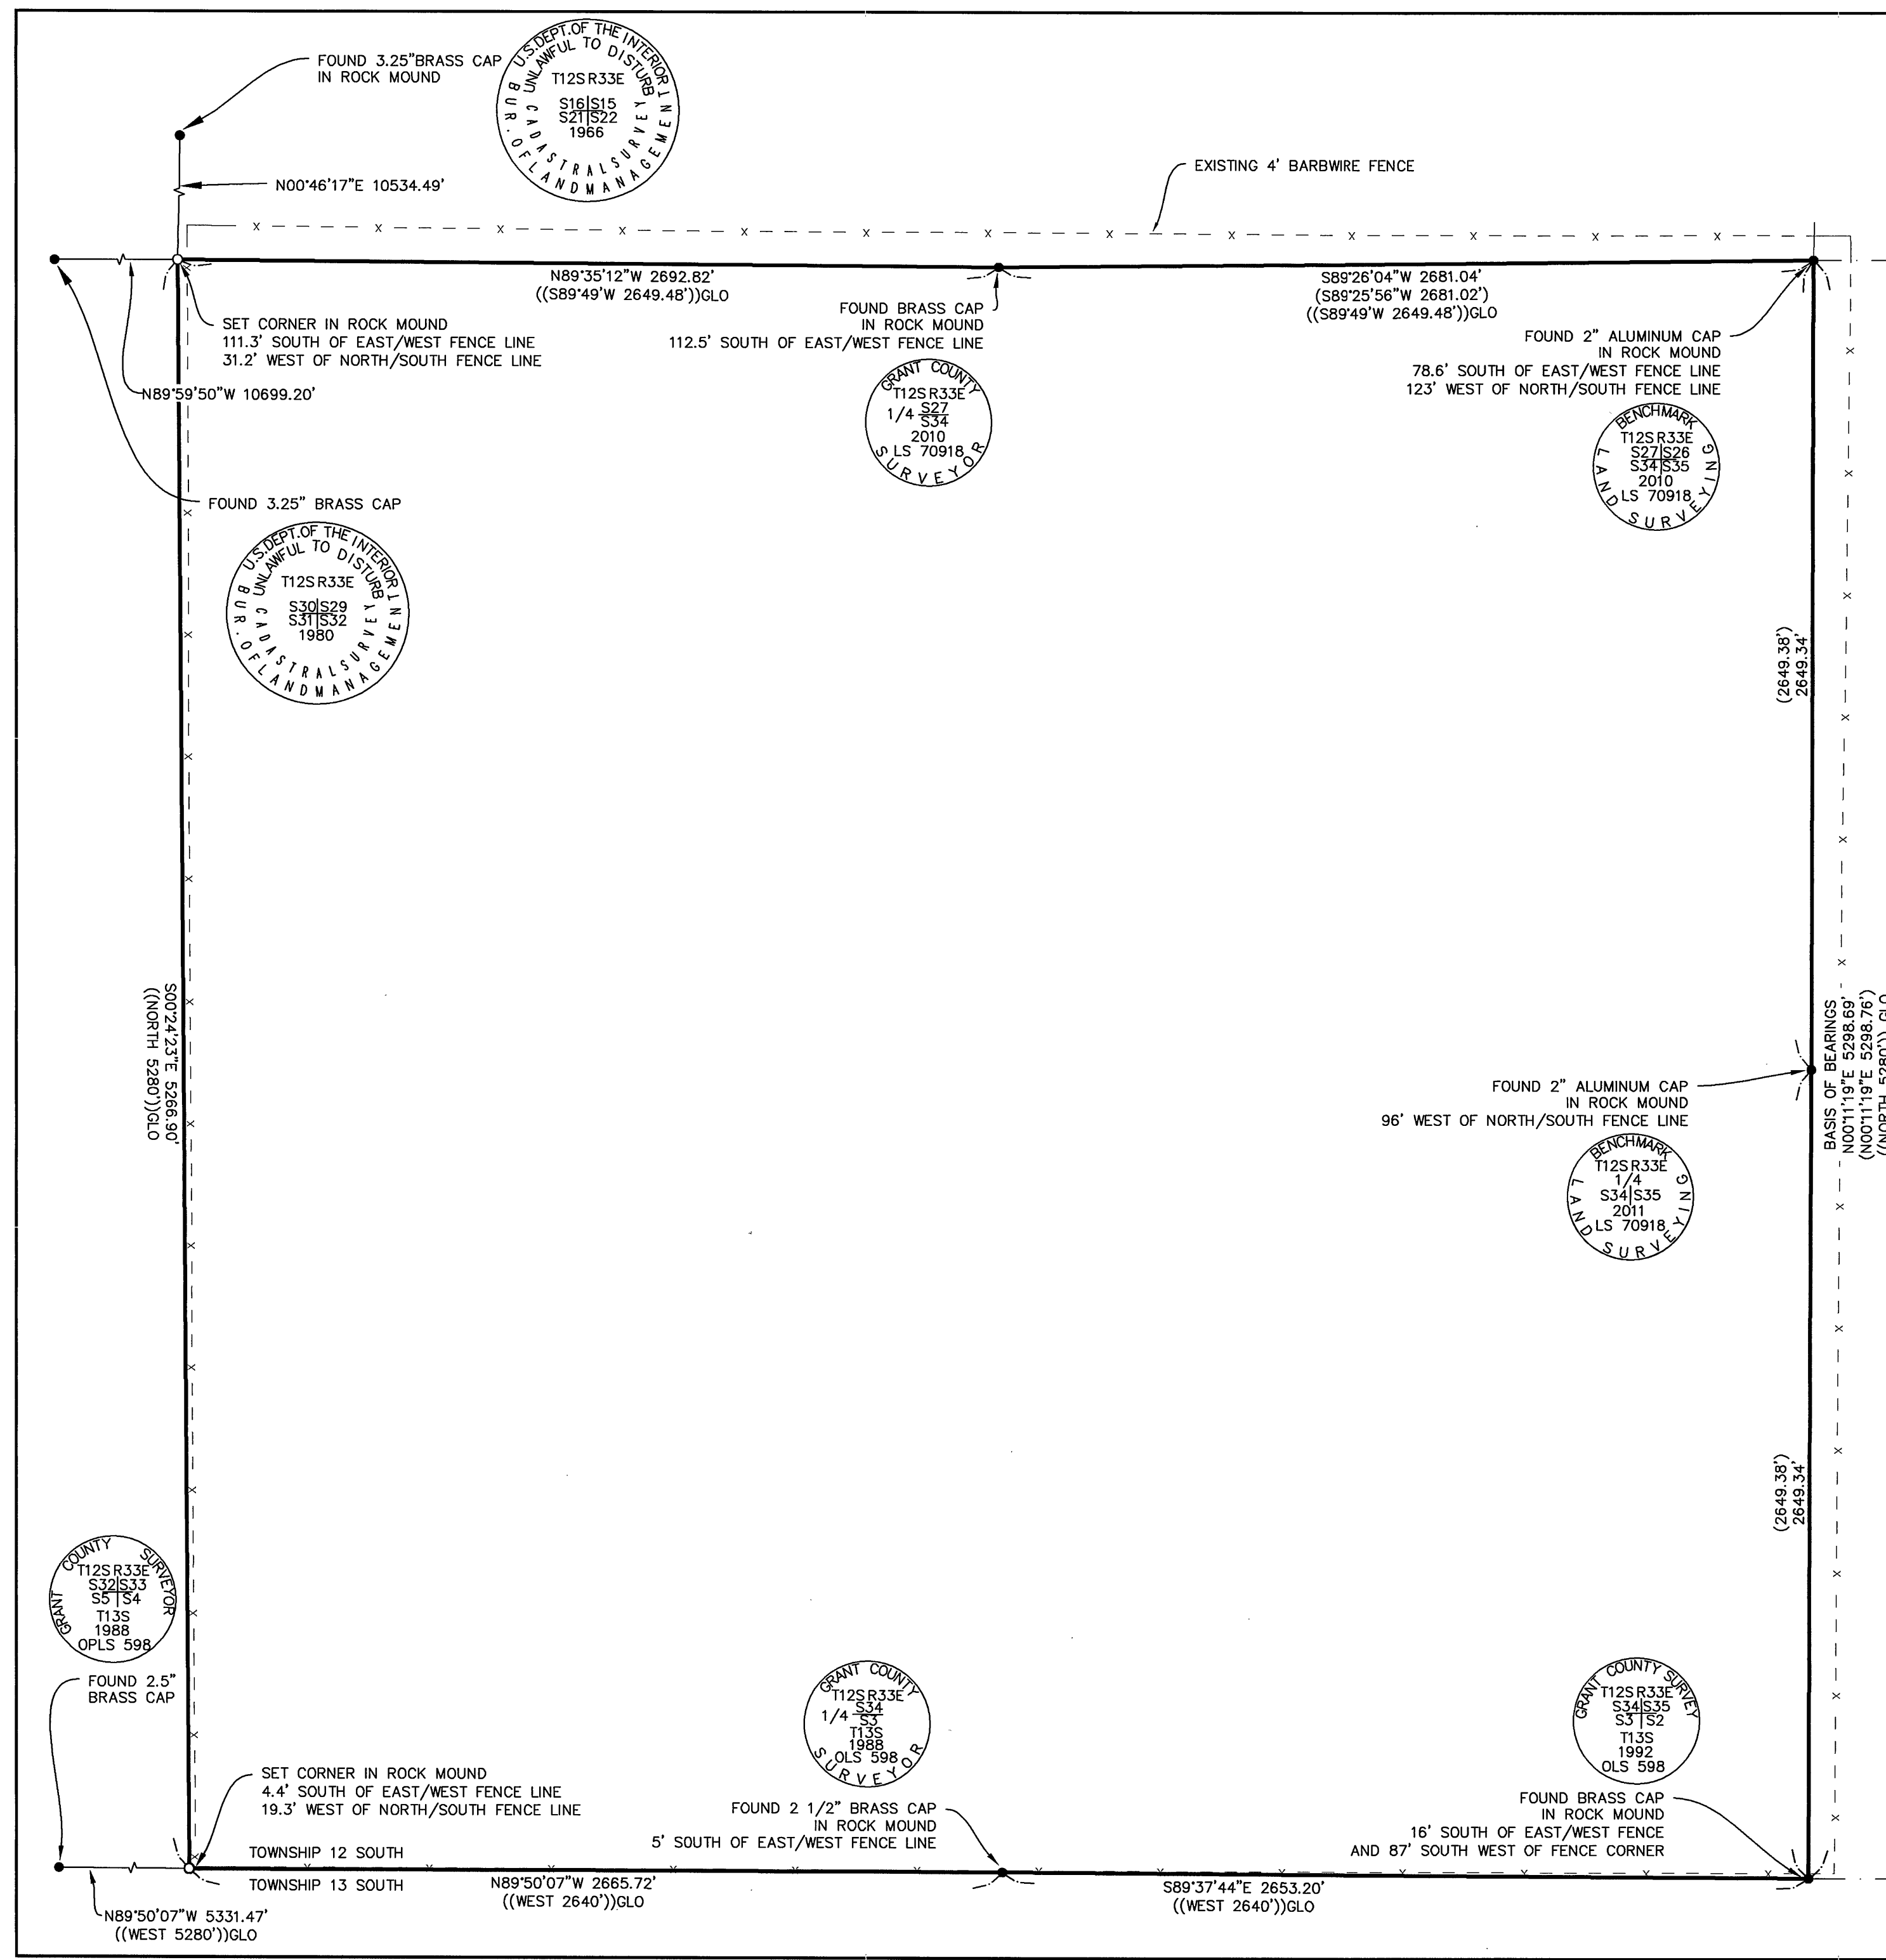 FOUND 3.25"BRASS CAP
IN ROCK MOUND
U.S.DEPT.OF THE INTERIOR
UNLAWFUL TO DISTURB
T12S R33E
S16|S15
S21|S22
1966
CADASTRAL SURVEY
BUR. OF LAND MANAGEMENT
N00°46'17"E 10534.49'
EXISTING 4' BARBWIRE FENCE
N89°35'12"W 2692.82'
((S89°49'W 2649.48'))GLO
S89°26'04"W 2681.04'
(S89°25'56"W 2681.02')
((S89°49'W 2649.48'))GLO
SET CORNER IN ROCK MOUND
111.3' SOUTH OF EAST/WEST FENCE LINE
31.2' WEST OF NORTH/SOUTH FENCE LINE
FOUND BRASS CAP
IN ROCK MOUND
112.5' SOUTH OF EAST/WEST FENCE LINE
FOUND 2" ALUMINUM CAP
IN ROCK MOUND
78.6' SOUTH OF EAST/WEST FENCE LINE
123' WEST OF NORTH/SOUTH FENCE LINE
N89°59'50"W 10699.20'
GRANT COUNTY
T12S R33E
1/4 S27
S34
2010
LS 70918
SURVEYOR
BENCHMARK
T12S R33E
S27|S26
S34|S35
2010
LS 70918
LAND SURVEYING
FOUND 3.25" BRASS CAP
U.S.DEPT.OF THE INTERIOR
UNLAWFUL TO DISTURB
T12S R33E
S30|S29
S31|S32
1980
CADASTRAL SURVEY
BUR. OF LAND MANAGEMENT
(2649.38')
2649.34'
S00°24'23"E 5266.90'
((NORTH 5280'))GLO
BASIS OF BEARINGS
N00°11'19"E 5298.69'
(N00°11'19"E 5298.76')
((NORTH 5280')) GLO
FOUND 2" ALUMINUM CAP
IN ROCK MOUND
96' WEST OF NORTH/SOUTH FENCE LINE
BENCHMARK
T12S R33E
1/4
S34|S35
2011
LS 70918
LAND SURVEYING
(2649.38')
2649.34'
GRANT COUNTY SURVEYOR
T12S R33E
S32|S33
S5|S4
T13S
1988
OPLS 598
FOUND 2.5"
BRASS CAP
GRANT COUNTY
T12S R33E
1/4 S34
S3
T13S
1988
OLS 598
SURVEYOR
GRANT COUNTY SURVEY
T12S R33E
S34|S35
S3|S2
T13S
1992
OLS 598
SET CORNER IN ROCK MOUND
4.4' SOUTH OF EAST/WEST FENCE LINE
19.3' WEST OF NORTH/SOUTH FENCE LINE
FOUND 2 1/2" BRASS CAP
IN ROCK MOUND
5' SOUTH OF EAST/WEST FENCE LINE
FOUND BRASS CAP
IN ROCK MOUND
16' SOUTH OF EAST/WEST FENCE
AND 87' SOUTH WEST OF FENCE CORNER
TOWNSHIP 12 SOUTH
TOWNSHIP 13 SOUTH
N89°50'07"W 2665.72'
((WEST 2640'))GLO
S89°37'44"E 2653.20'
((WEST 2640'))GLO
N89°50'07"W 5331.47'
((WEST 5280'))GLO